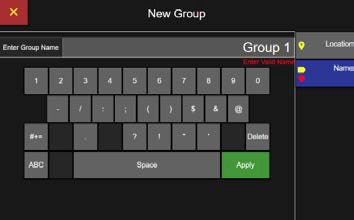 X
New Group
Enter Group Name
Group 1
Enter Valid Name
Location
Name
1 2 3 4 5 6 7 8 9 0
- / : ; ( ) $ & @
#+= . ? ! " ' Delete
ABC Space Apply